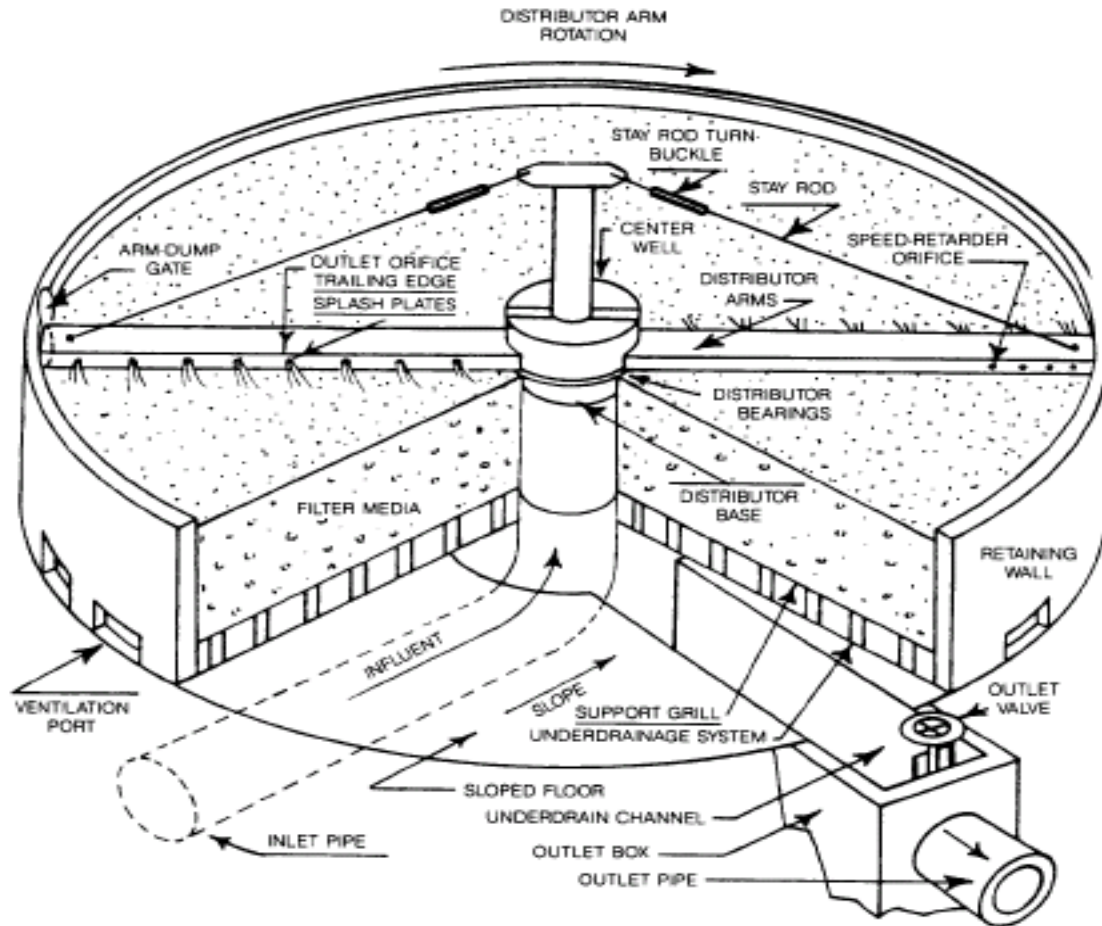 DISTRIBUTOR ARM
ROTATION
STAY ROD TURN-
BUCKLE
STAY ROD
ARM-DUMP
GATE
OUTLET ORIFICE
TRAILING EDGE
SPLASH PLATES
CENTER
WELL
SPEED-RETARDER
ORIFICE
DISTRIBUTOR
ARMS
DISTRIBUTOR
BEARINGS
FILTER MEDIA
DISTRIBUTOR
BASE
RETAINING
WALL
INFLUENT
SLOPE
VENTILATION
PORT
SUPPORT GRILL
UNDERDRAINAGE SYSTEM
OUTLET
VALVE
SLOPED FLOOR
UNDERDRAIN CHANNEL
INLET PIPE
OUTLET BOX
OUTLET PIPE